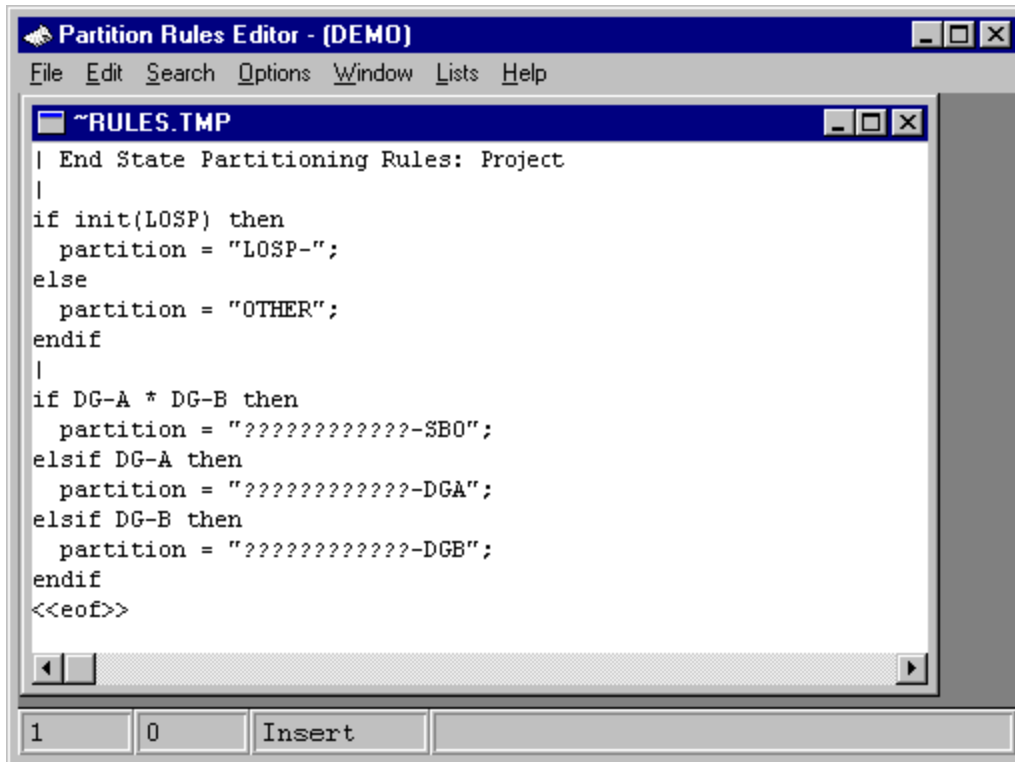 Partition Rules Editor - (DEMO)
File Edit Search Options Window Lists Help
~RULES.TMP
| End State Partitioning Rules: Project
|
if init(LOSP) then
  partition = "LOSP-";
else
  partition = "OTHER";
endif
|
if DG-A * DG-B then
  partition = "????????????-SBO";
elsif DG-A then
  partition = "????????????-DGA";
elsif DG-B then
  partition = "????????????-DGB";
endif
<<eof>>
1 0 Insert